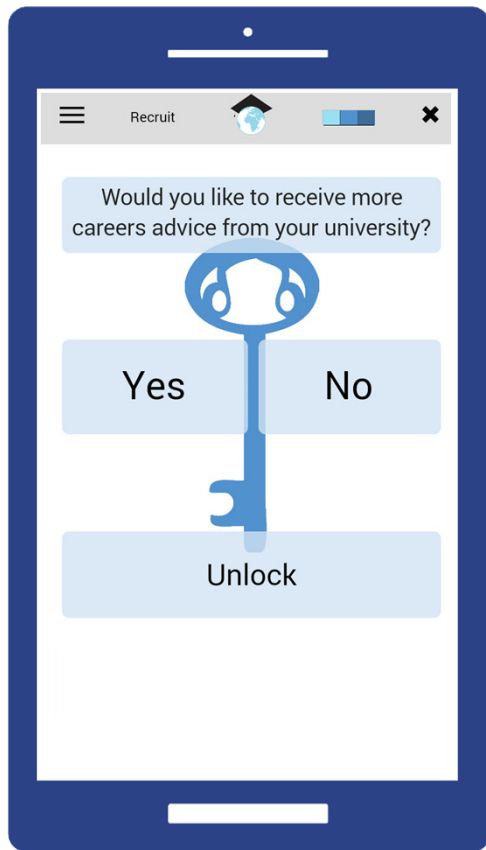 Recruit
Would you like to receive more
careers advice from your university?
Yes No
Unlock